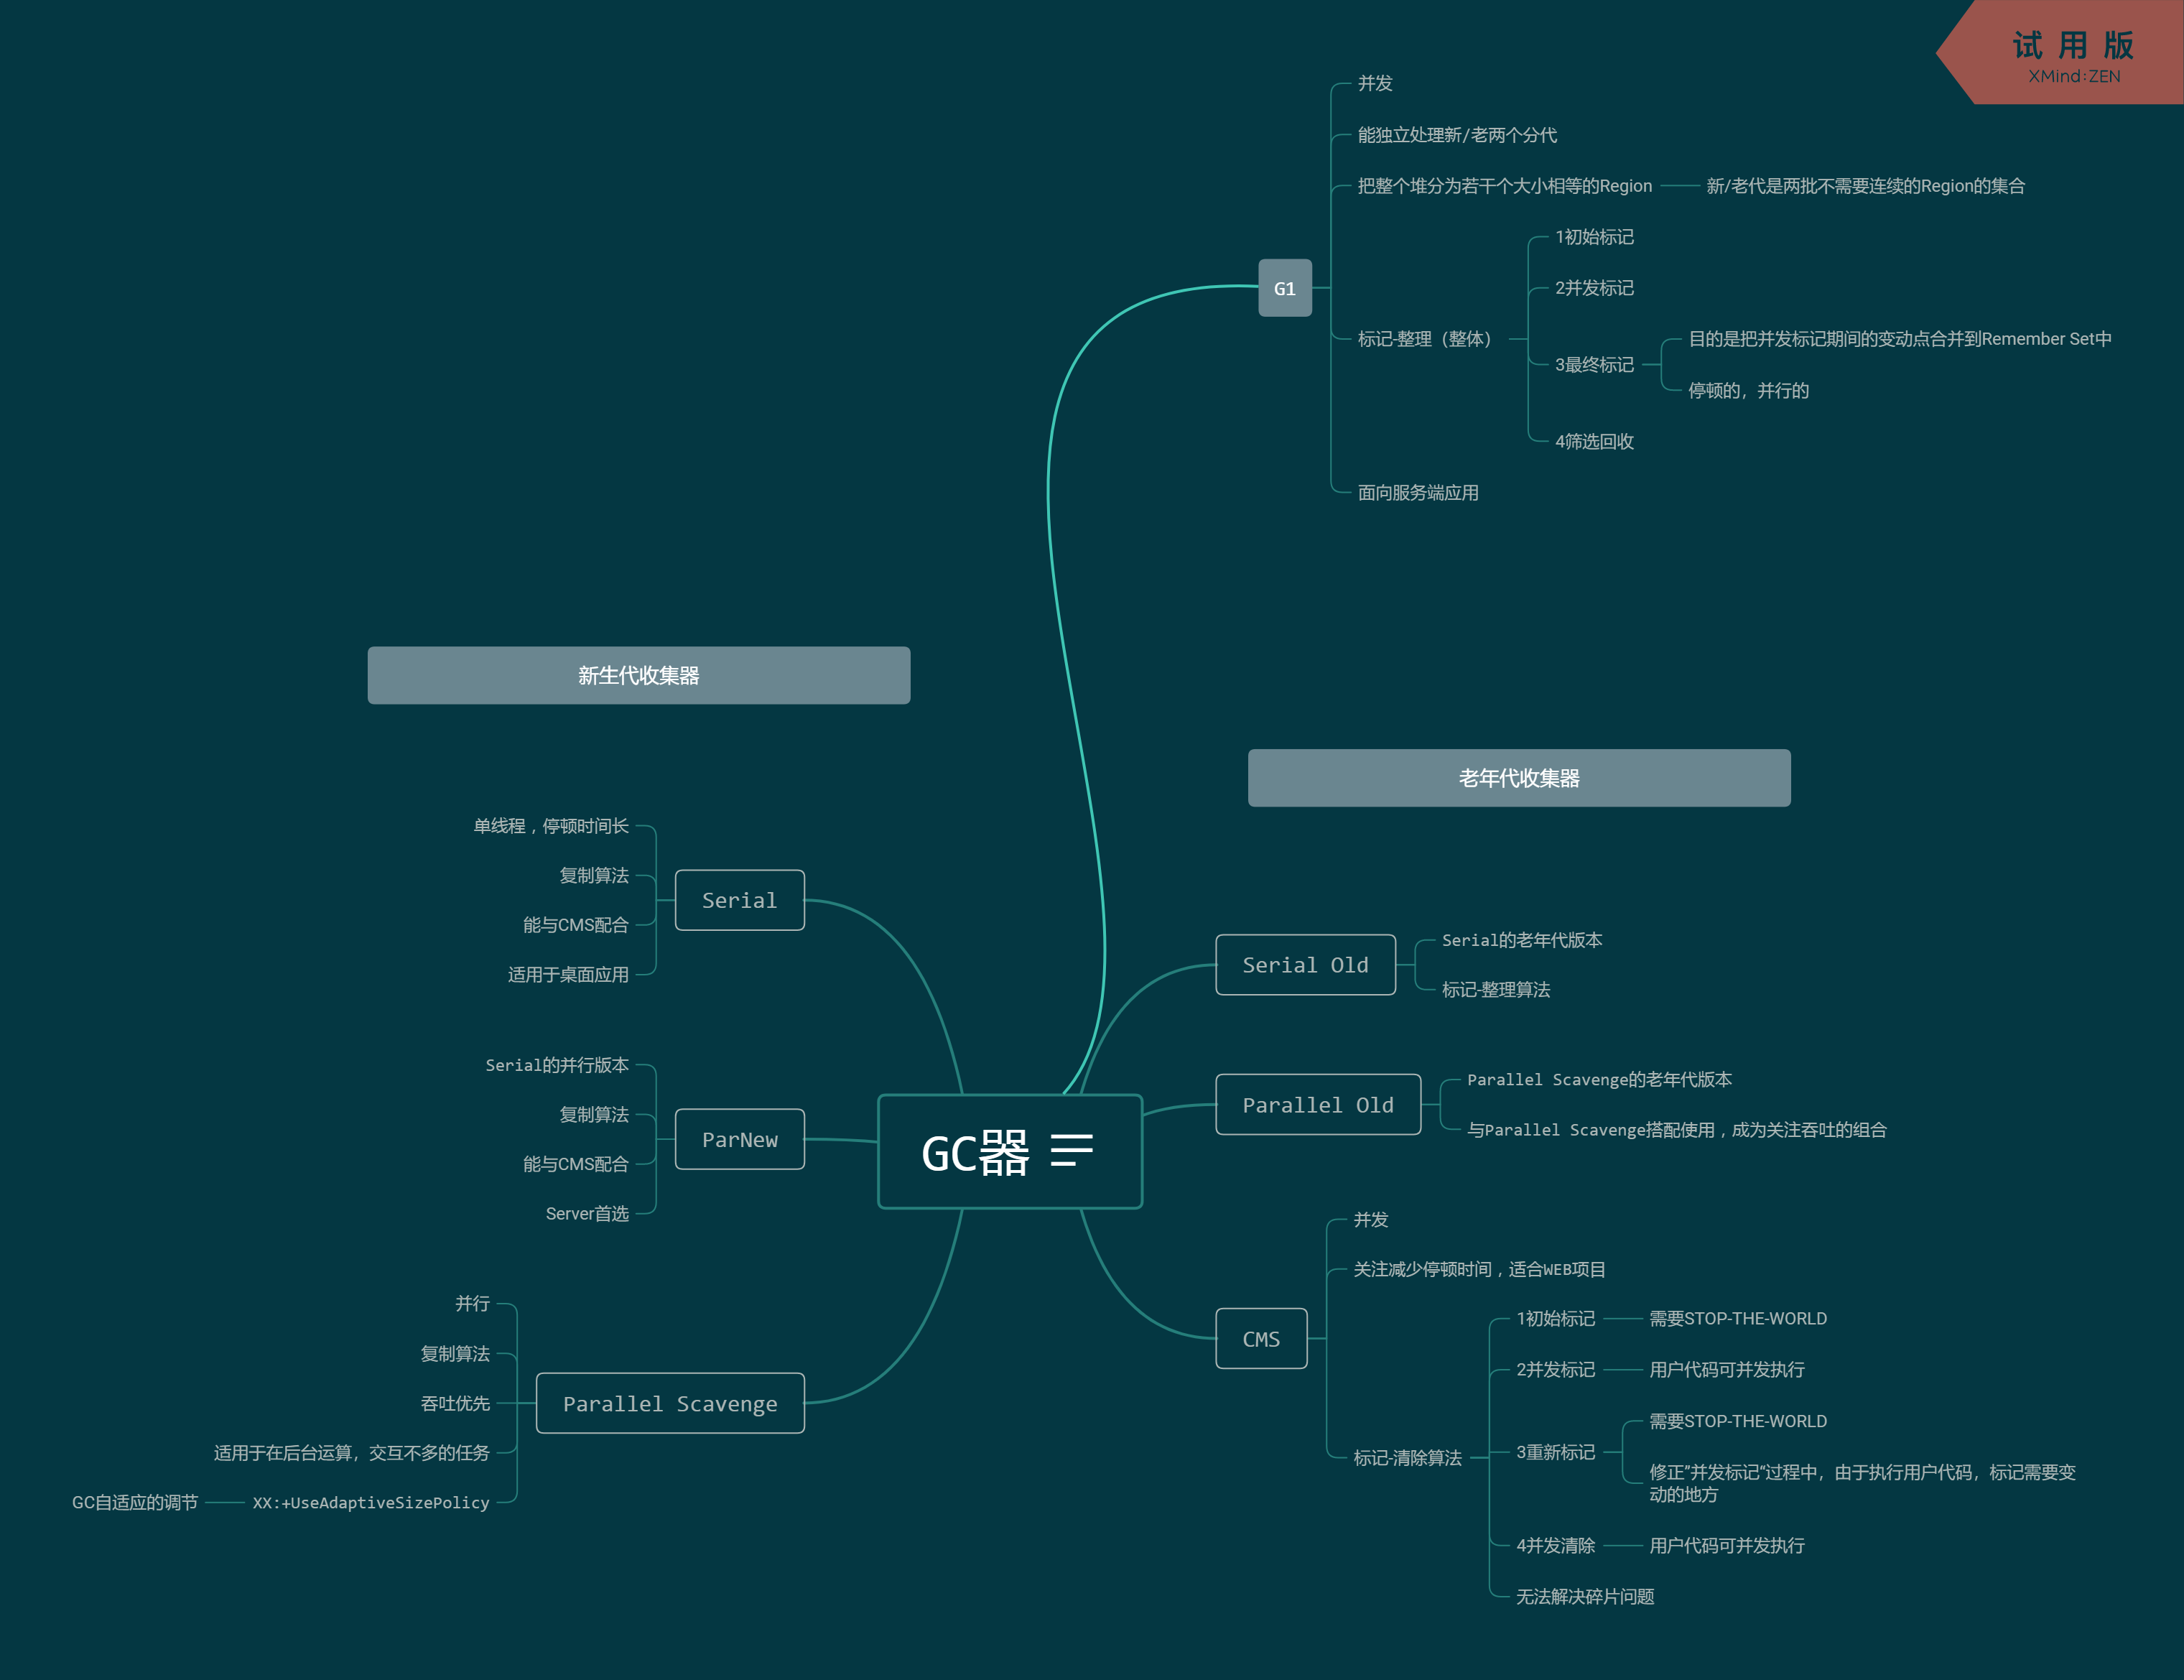 试用版
XMind:ZEN
G1
并发
能独立处理新/老两个分代
把整个堆分为若干个大小相等的Region
新/老代是两批不需要连续的Region的集合
标记-整理（整体）
1初始标记
2并发标记
3最终标记
目的是把并发标记期间的变动点合并到Remember Set中
停顿的，并行的
4筛选回收
面向服务端应用
新生代收集器
老年代收集器
GC器
Serial
单线程，停顿时间长
复制算法
能与CMS配合
适用于桌面应用
ParNew
Serial的并行版本
复制算法
能与CMS配合
Server首选
Parallel Scavenge
并行
复制算法
吞吐优先
适用于在后台运算，交互不多的任务
XX:+UseAdaptiveSizePolicy
GC自适应的调节
Serial Old
Serial的老年代版本
标记-整理算法
Parallel Old
Parallel Scavenge的老年代版本
与Parallel Scavenge搭配使用，成为关注吞吐的组合
CMS
并发
关注减少停顿时间，适合WEB项目
标记-清除算法
1初始标记
需要STOP-THE-WORLD
2并发标记
用户代码可并发执行
3重新标记
需要STOP-THE-WORLD
修正”并发标记“过程中，由于执行用户代码，标记需要变
动的地方
4并发清除
用户代码可并发执行
无法解决碎片问题